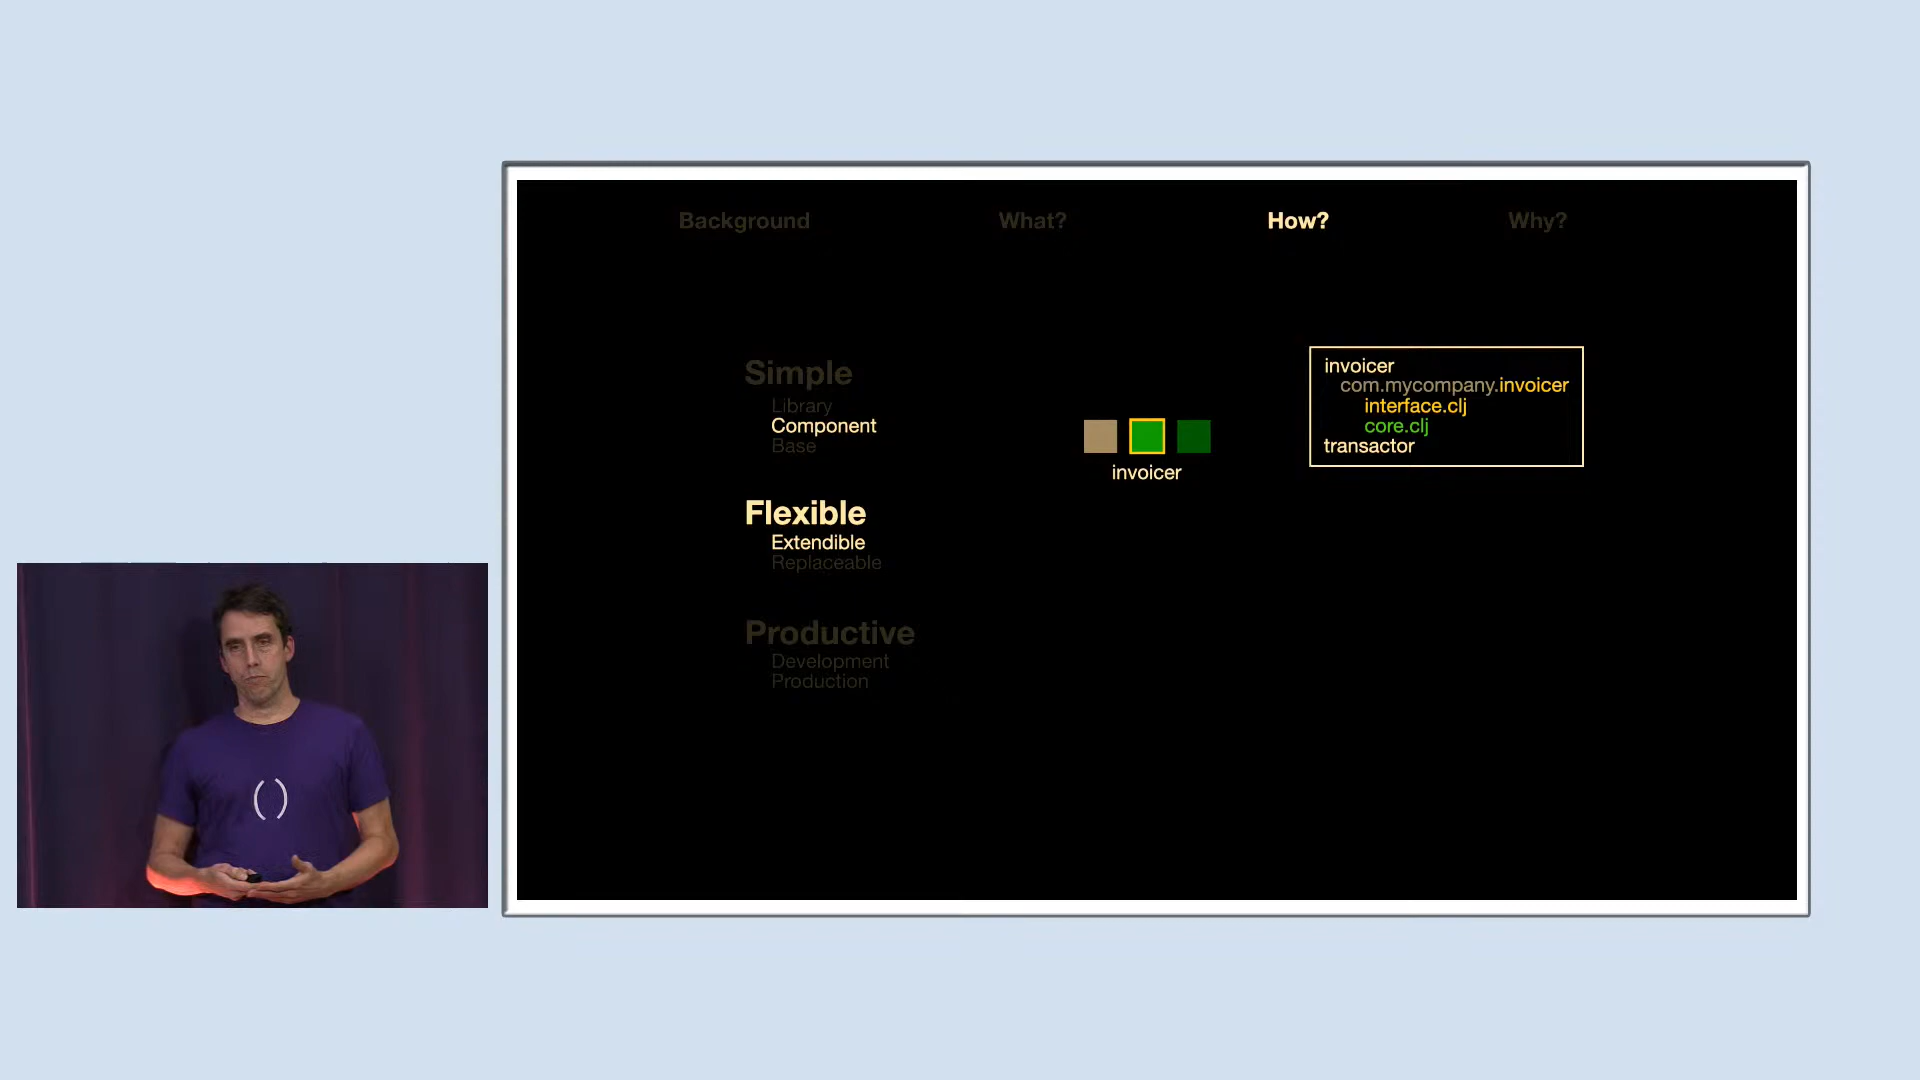 Background What? How? Why?
Simple
Library
Component
Base
Flexible
Extendible
Replaceable
Productive
Development
Production
invoicer
invoicer
com.mycompany.invoicer
interface.clj
core.clj
transactor
()